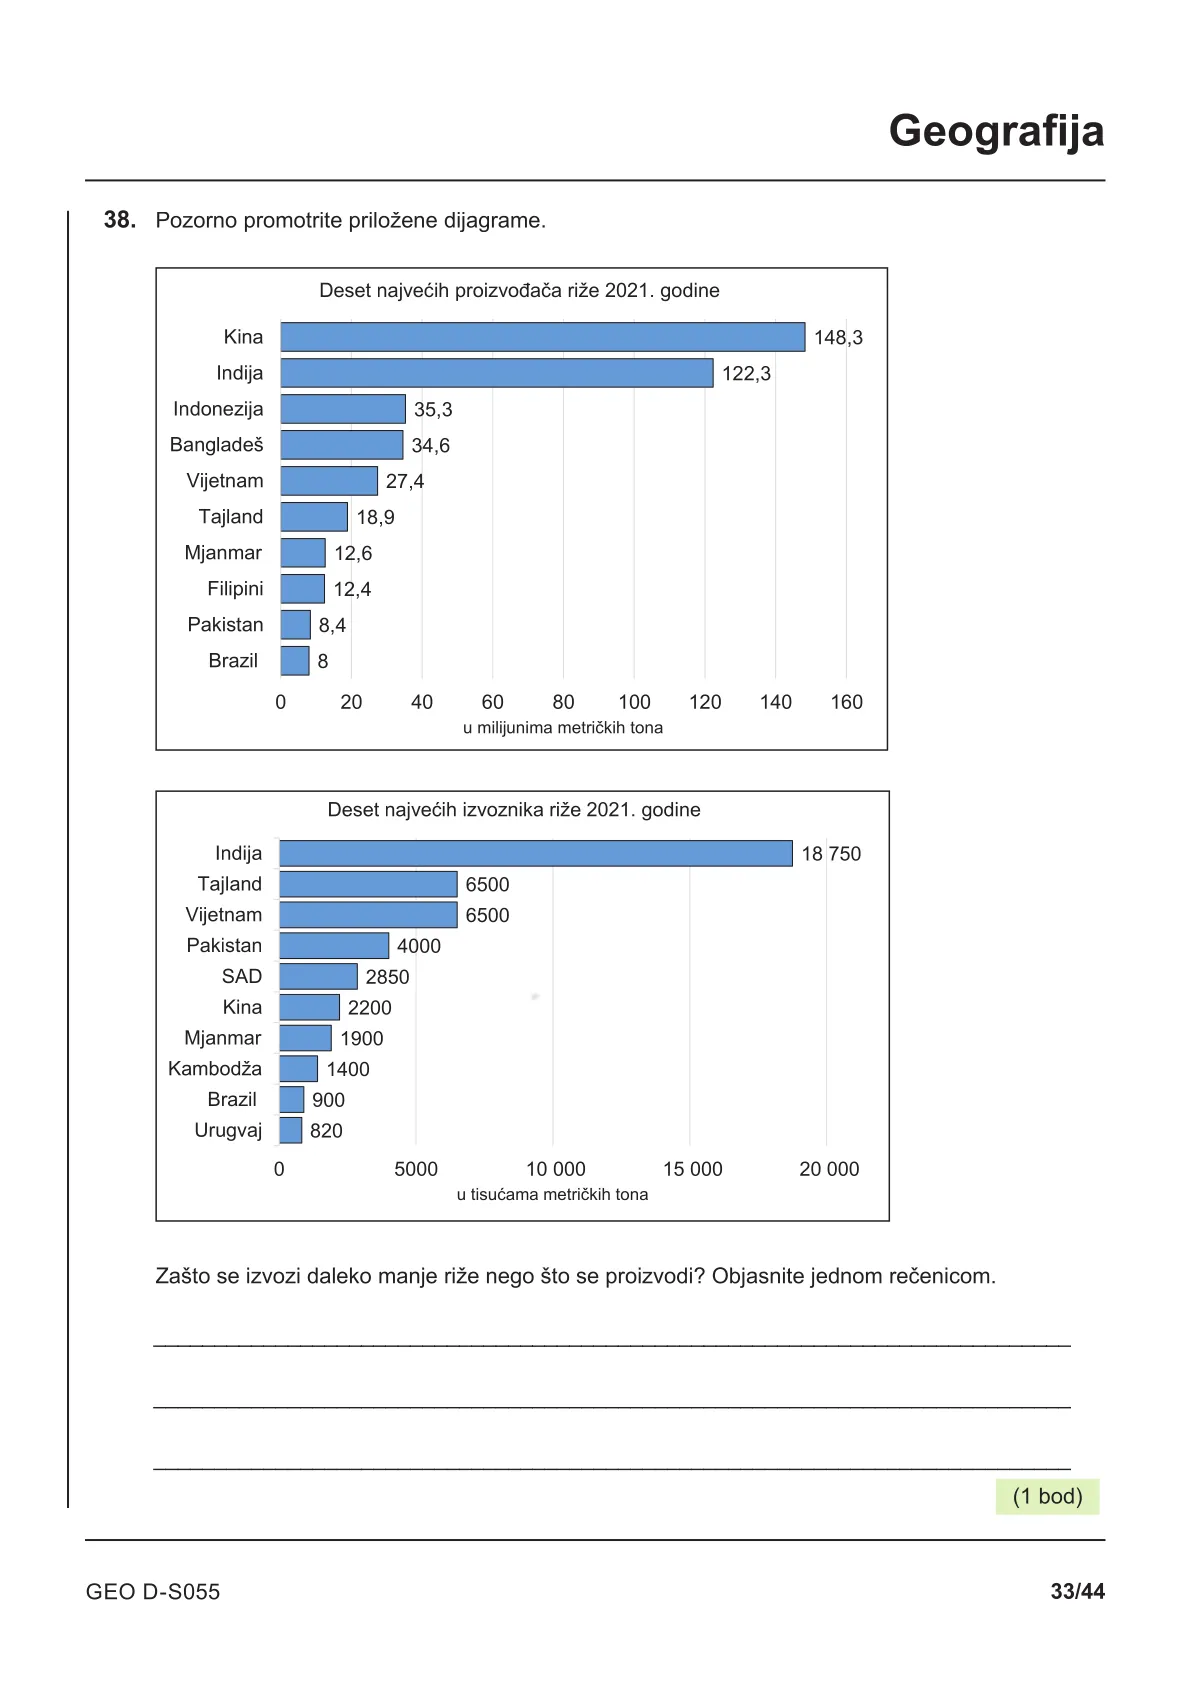 Geografija
38. Pozorno promotrite priložene dijagrame.
Deset najvećih proizvođača riže 2021. godine
Kina 148,3
Indija 122,3
Indonezija 35,3
Bangladeš 34,6
Vijetnam 27,4
Tajland 18,9
Mjanmar 12,6
Filipini 12,4
Pakistan 8,4
Brazil 8
0 20 40 60 80 100 120 140 160
u milijunima metričkih tona
Deset najvećih izvoznika riže 2021. godine
Indija 18 750
Tajland 6500
Vijetnam 6500
Pakistan 4000
SAD 2850
Kina 2200
Mjanmar 1900
Kambodža 1400
Brazil 900
Urugvaj 820
0 5000 10 000 15 000 20 000
u tisućama metričkih tona
Zašto se izvozi daleko manje riže nego što se proizvodi? Objasnite jednom rečenicom.
(1 bod)
GEO D-S055 33/44